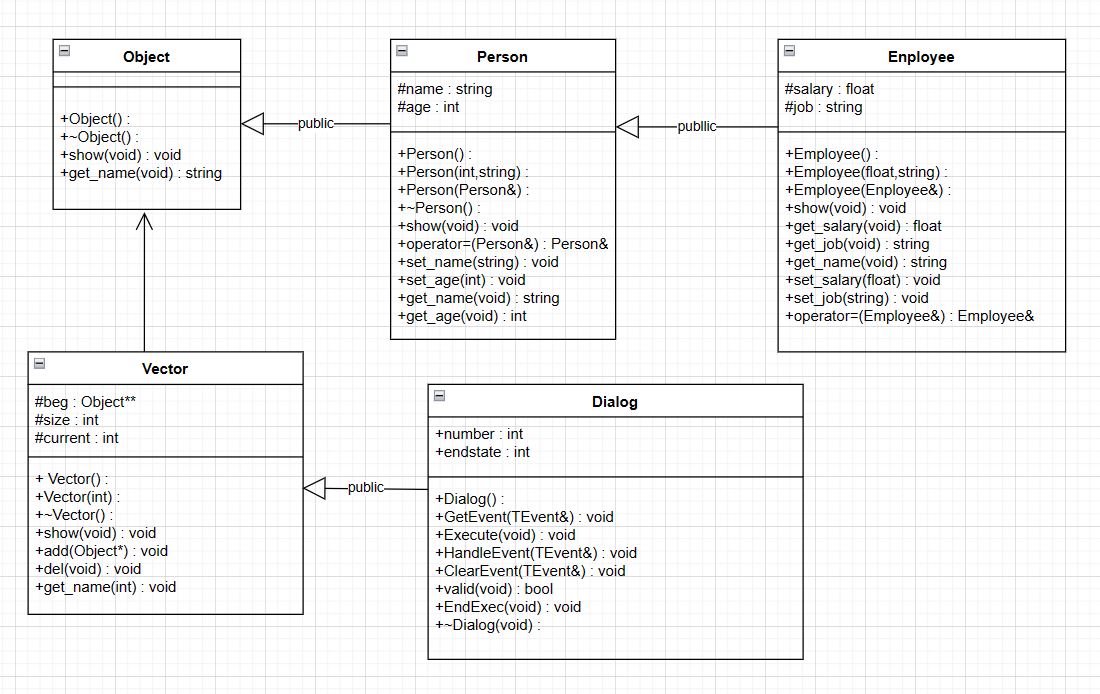 Object
+Object() :
+~Object() :
+show(void) : void
+get_name(void) : string
public
Person
#name : string
#age : int
+Person() :
+Person(int,string) :
+Person(Person&) :
+~Person() :
+show(void) : void
+operator=(Person&) : Person&
+set_name(string) : void
+set_age(int) : void
+get_name(void) : string
+get_age(void) : int
publlic
Enployee
#salary : float
#job : string
+Employee() :
+Employee(float,string) :
+Employee(Enployee&) :
+show(void) : void
+get_salary(void) : float
+get_job(void) : string
+get_name(void) : string
+set_salary(float) : void
+set_job(string) : void
+operator=(Employee&) : Employee&
Vector
#beg : Object**
#size : int
#current : int
+ Vector() :
+Vector(int) :
+~Vector() :
+show(void) : void
+add(Object*) : void
+del(void) : void
+get_name(int) : void
public
Dialog
+number : int
+endstate : int
+Dialog() :
+GetEvent(TEvent&) : void
+Execute(void) : void
+HandleEvent(TEvent&) : void
+ClearEvent(TEvent&) : void
+valid(void) : bool
+EndExec(void) : void
+~Dialog(void) :